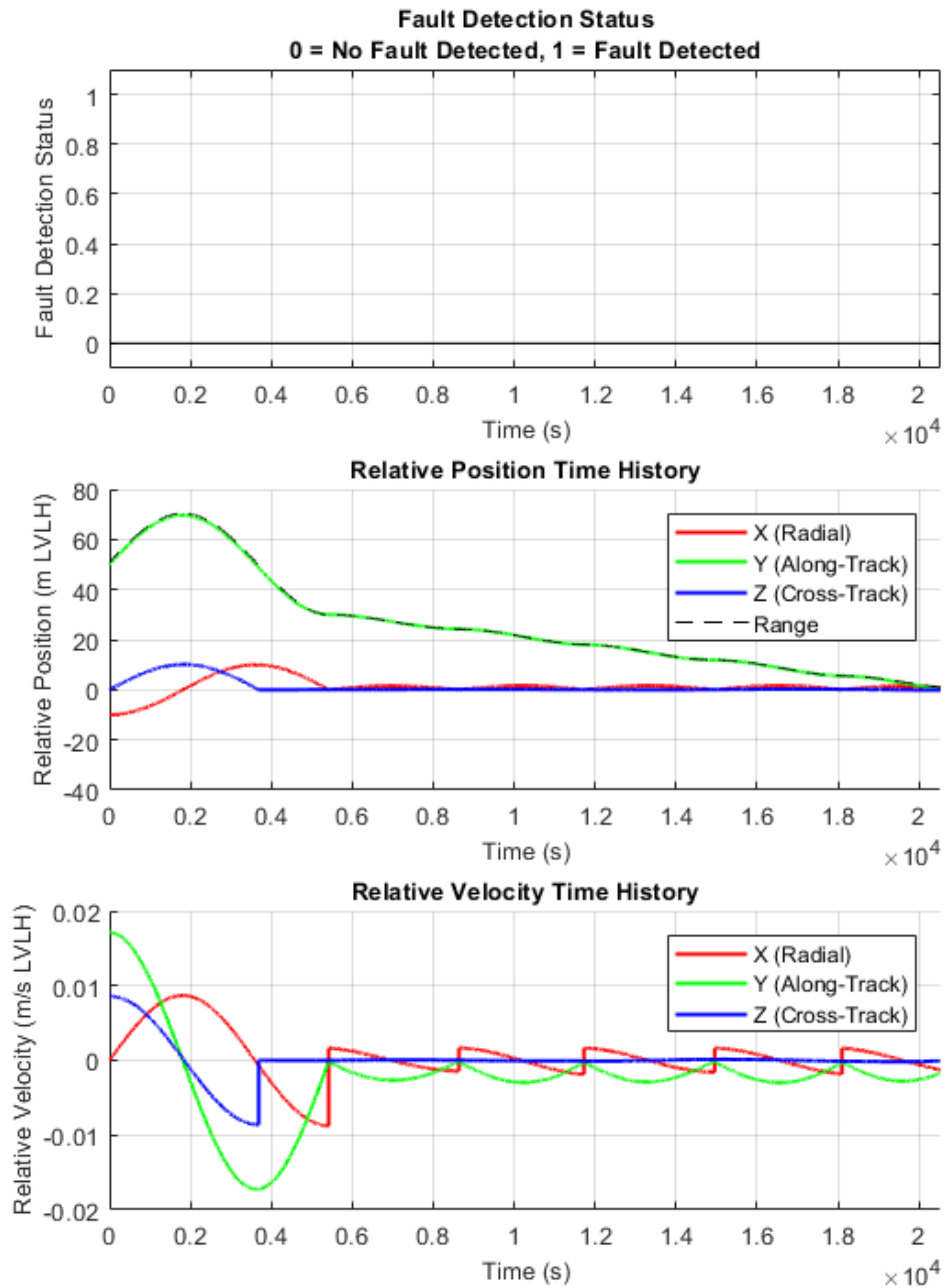 Fault Detection Status
0 = No Fault Detected, 1 = Fault Detected
Fault Detection Status
1
0.8
0.6
0.4
0.2
0
0 0.2 0.4 0.6 0.8 1 1.2 1.4 1.6 1.8 2
Time (s)
×10⁴
Relative Position Time History
Relative Position (m LVLH)
80
60
40
20
0
-20
-40
X (Radial)
Y (Along-Track)
Z (Cross-Track)
Range
0 0.2 0.4 0.6 0.8 1 1.2 1.4 1.6 1.8 2
Time (s)
×10⁴
Relative Velocity Time History
Relative Velocity (m/s LVLH)
0.02
0.01
0
-0.01
-0.02
X (Radial)
Y (Along-Track)
Z (Cross-Track)
0 0.2 0.4 0.6 0.8 1 1.2 1.4 1.6 1.8 2
Time (s)
×10⁴